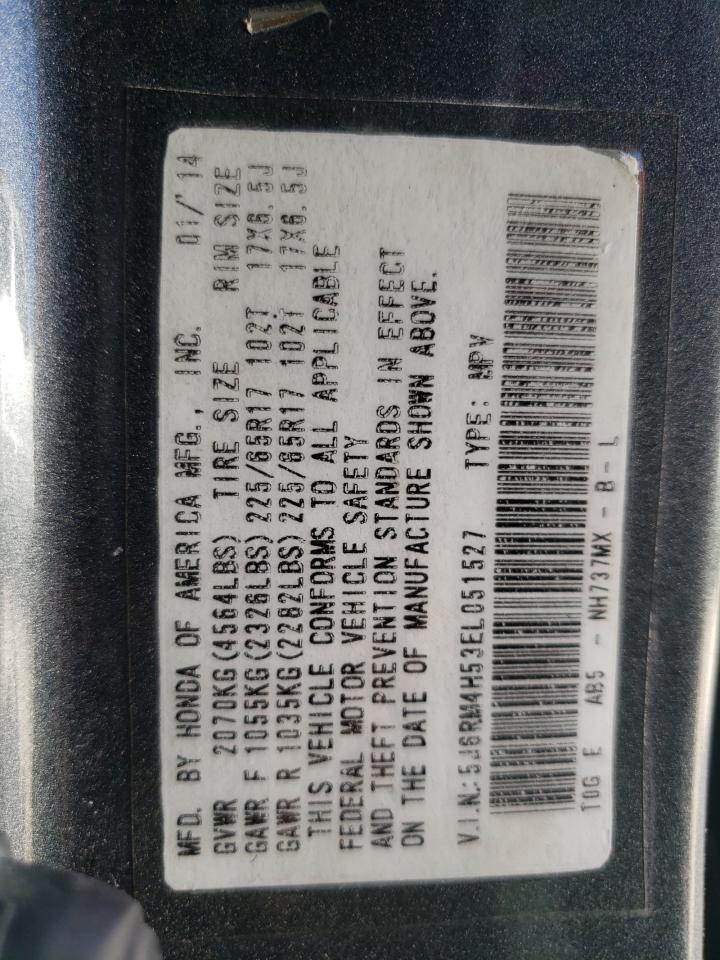 MFD. BY HONDA OF AMERICA MFG., INC. 01/'14
GVWR 2070KG(4564LBS) TIRE SIZE RIM SIZE
GAWR F 1055KG(2326LBS) 225/65R17 102T 17X6.5J
GAWR R 1035KG(2282LBS) 225/65R17 102T 17X6.5J
THIS VEHICLE CONFORMS TO ALL APPLICABLE
FEDERAL MOTOR VEHICLE SAFETY
AND THEFT PREVENTION STANDARDS IN EFFECT
ON THE DATE OF MANUFACTURE SHOWN ABOVE.
V.I.N.: 5J6RM4H53EL051527 TYPE: MPV
T0G E AB5 - NH737MX - B - L